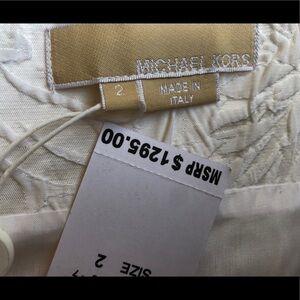 MICHAEL KORS
2
MADE IN
ITALY
MSRP $1295.00
SIZE 2